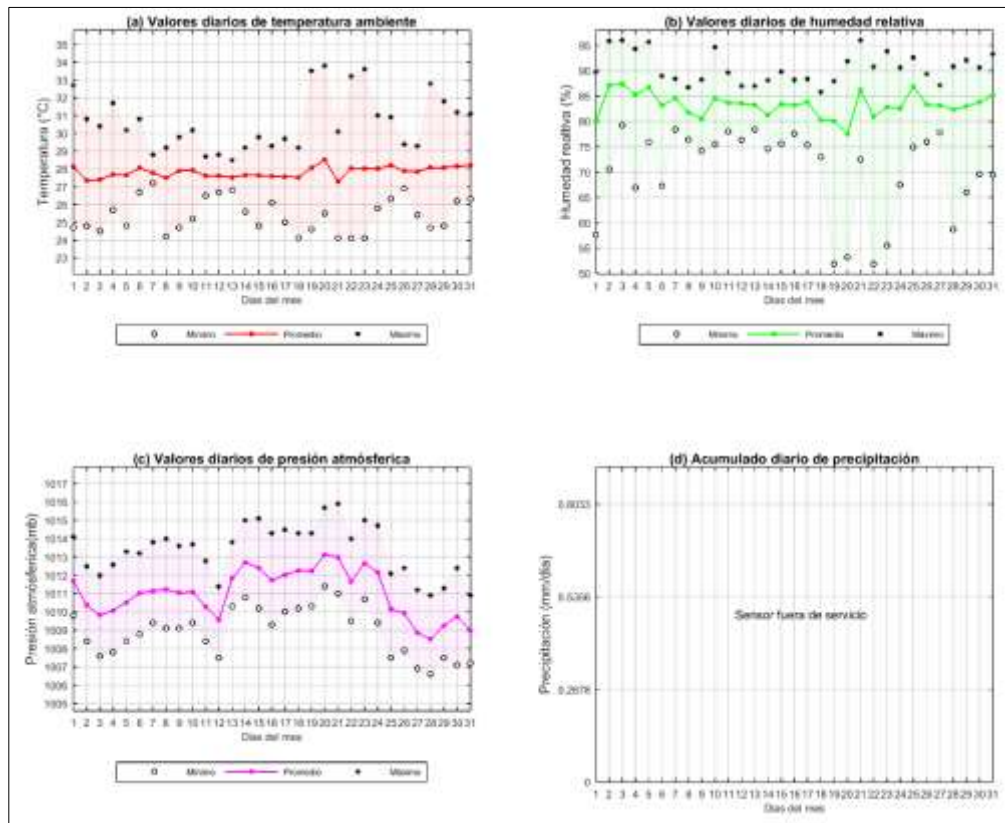 (a) Valores diarios de temperatura ambiente
35
34
33
32
31
30
29
28
27
26
25
24
23
Temperatura (°C)
1 2 3 4 5 6 7 8 9 10 11 12 13 14 15 16 17 18 19 20 21 22 23 24 25 26 27 28 29 30 31
Dias del mes
Minimo Promedio Máximo
(b) Valores diarios de humedad relativa
95
90
85
80
75
70
65
60
55
50
Humedad realtiva (%)
1 2 3 4 5 6 7 8 9 10 11 12 13 14 15 16 17 18 19 20 21 22 23 24 25 26 27 28 29 30 31
Dias del mes
Minimo Promedio Máximo
(c) Valores diarios de presión atmósferica
1017
1016
1015
1014
1013
1012
1011
1010
1009
1008
1007
1006
1005
Presión atmósferica(mb)
1 2 3 4 5 6 7 8 9 10 11 12 13 14 15 16 17 18 19 20 21 22 23 24 25 26 27 28 29 30 31
Dias del mes
Minimo Promedio Máximo
(d) Acumulado diario de precipitación
0
Precipitación (mm/dia)
Sensor fuera de servicio
1 2 3 4 5 6 7 8 9 10 11 12 13 14 15 16 17 18 19 20 21 22 23 24 25 26 27 28 29 30 31
Dias del mes